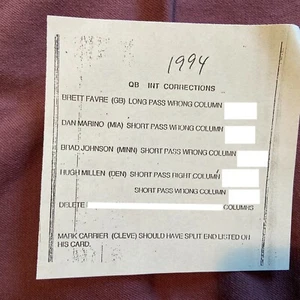 1994
QB INT CORRECTIONS
BRETT FAVRE (GB) LONG PASS WRONG COLUMN
DAN MARINO (MIA) SHORT PASS WRONG COLUMN
BRAD JOHNSON (MINN) SHORT PASS WRONG COLUMN
HUGH MILLEN (DEN) SHORT PASS RIGHT COLUMN
SHORT PASS WRONG COLUMN
DELETE COLUMNS
MARK CARRIER (CLEVE) SHOULD HAVE SPLIT END LISTED ON
HIS CARD.